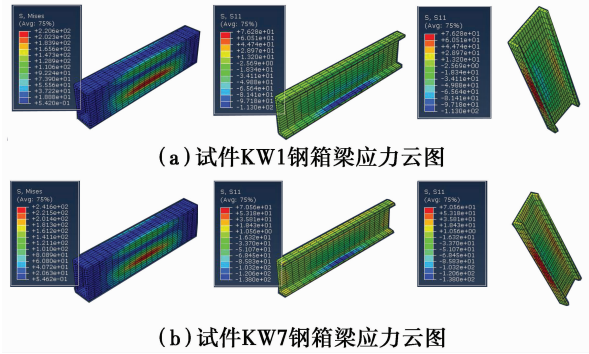 S, Mises
(Avg: 75%)
+2.206e+02
+2.023e+02
+1.839e+02
+1.656e+02
+1.473e+02
+1.289e+02
+1.106e+02
+9.224e+01
+7.390e+01
+5.556e+01
+3.722e+01
+1.888e+01
+5.420e-01
S, S11
(Avg: 75%)
+7.628e+01
+6.051e+01
+4.474e+01
+2.897e+01
+1.320e+01
-2.569e+00
-1.834e+01
-3.411e+01
-4.988e+01
-6.564e+01
-8.141e+01
-9.718e+01
-1.130e+02
S, S11
(Avg: 75%)
+7.628e+01
+6.051e+01
+4.474e+01
+2.897e+01
+1.320e+01
-2.569e+00
-1.834e+01
-3.411e+01
-4.988e+01
-6.564e+01
-8.141e+01
-9.718e+01
-1.130e+02
(a)试件KW1钢箱梁应力云图
S, Mises
(Avg: 75%)
+2.416e+02
+2.215e+02
+2.014e+02
+1.813e+02
+1.612e+02
+1.411e+02
+1.211e+02
+1.010e+02
+8.089e+01
+6.080e+01
+4.072e+01
+2.063e+01
+5.462e-01
S, S11
(Avg: 75%)
+7.056e+01
+5.318e+01
+3.581e+01
+1.843e+01
+1.056e+00
-1.632e+01
-3.370e+01
-5.107e+01
-6.845e+01
-8.583e+01
-1.032e+02
-1.206e+02
-1.380e+02
S, S11
(Avg: 75%)
+7.056e+01
+5.318e+01
+3.581e+01
+1.843e+01
+1.056e+00
-1.632e+01
-3.370e+01
-5.107e+01
-6.845e+01
-8.583e+01
-1.032e+02
-1.206e+02
-1.380e+02
(b)试件KW7钢箱梁应力云图